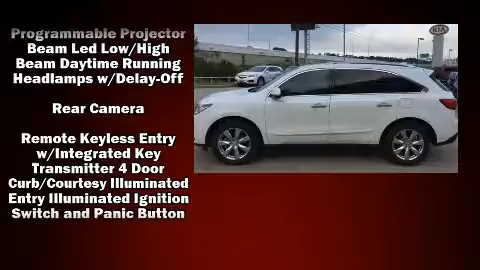 Programmable Projector
Beam Led Low/High
Beam Daytime Running
Headlamps w/Delay-Off
Rear Camera
Remote Keyless Entry
w/Integrated Key
Transmitter 4 Door
Curb/Courtesy Illuminated
Entry Illuminated Ignition
Switch and Panic Button
KIA